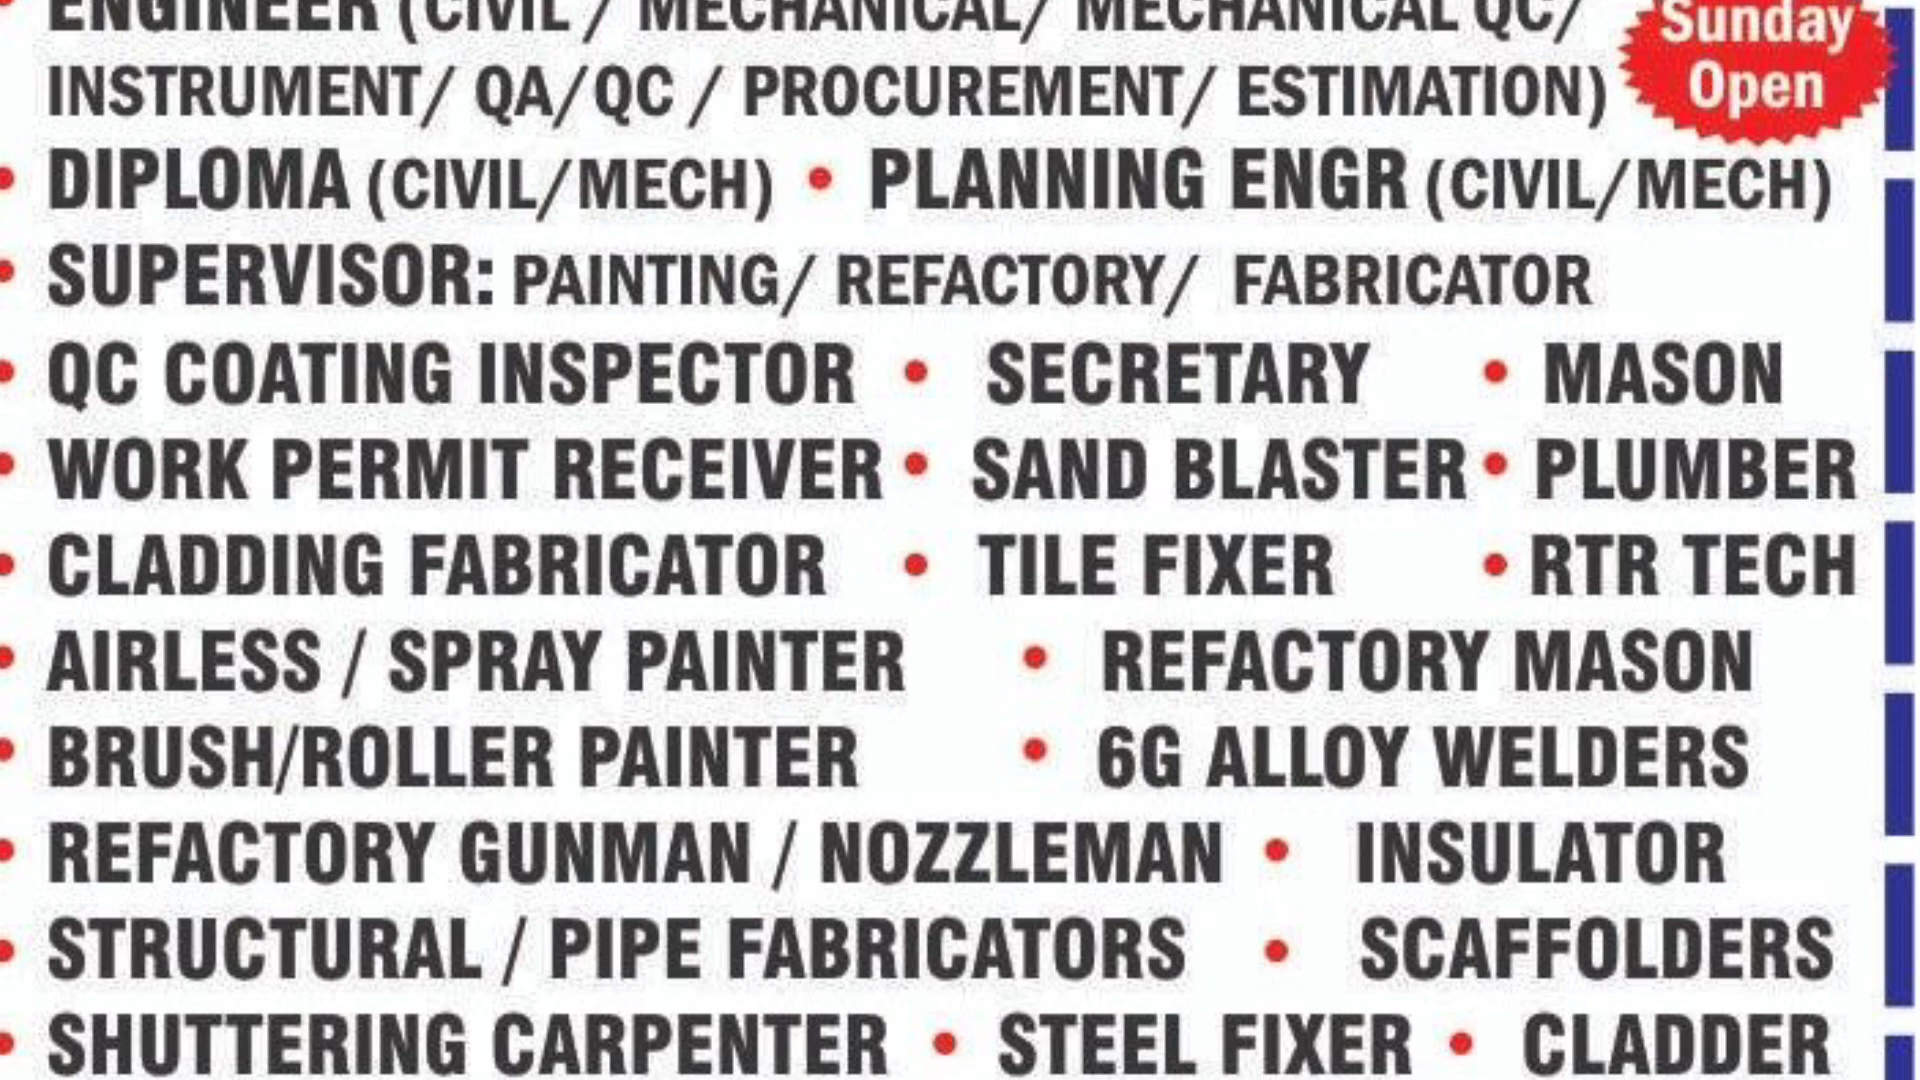 ENGINEER (CIVIL / MECHANICAL/ MECHANICAL QC/
INSTRUMENT/ QA/QC / PROCUREMENT/ ESTIMATION)
Sunday
Open
• DIPLOMA (CIVIL/MECH) • PLANNING ENGR (CIVIL/MECH)
• SUPERVISOR: PAINTING/ REFACTORY/ FABRICATOR
• QC COATING INSPECTOR • SECRETARY • MASON
• WORK PERMIT RECEIVER • SAND BLASTER • PLUMBER
• CLADDING FABRICATOR • TILE FIXER • RTR TECH
• AIRLESS / SPRAY PAINTER • REFACTORY MASON
• BRUSH/ROLLER PAINTER • 6G ALLOY WELDERS
• REFACTORY GUNMAN / NOZZLEMAN • INSULATOR
• STRUCTURAL / PIPE FABRICATORS • SCAFFOLDERS
• SHUTTERING CARPENTER • STEEL FIXER • CLADDER